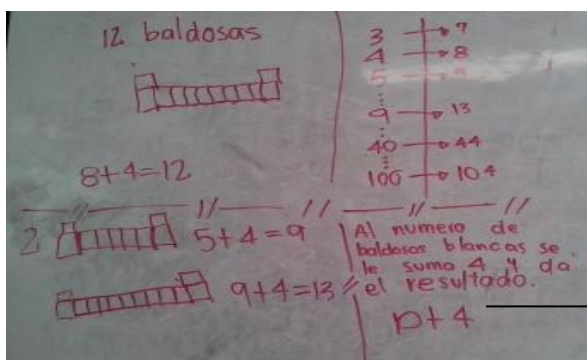 12 baldosas
8+4=12
3 → 7
4 → 8
5 → 9
9 → 13
40 → 44
100 → 104
2
5+4=9
9+4=13
Al numero de
baldosas blancas se
le suma 4 y da
el resultado.
n+4